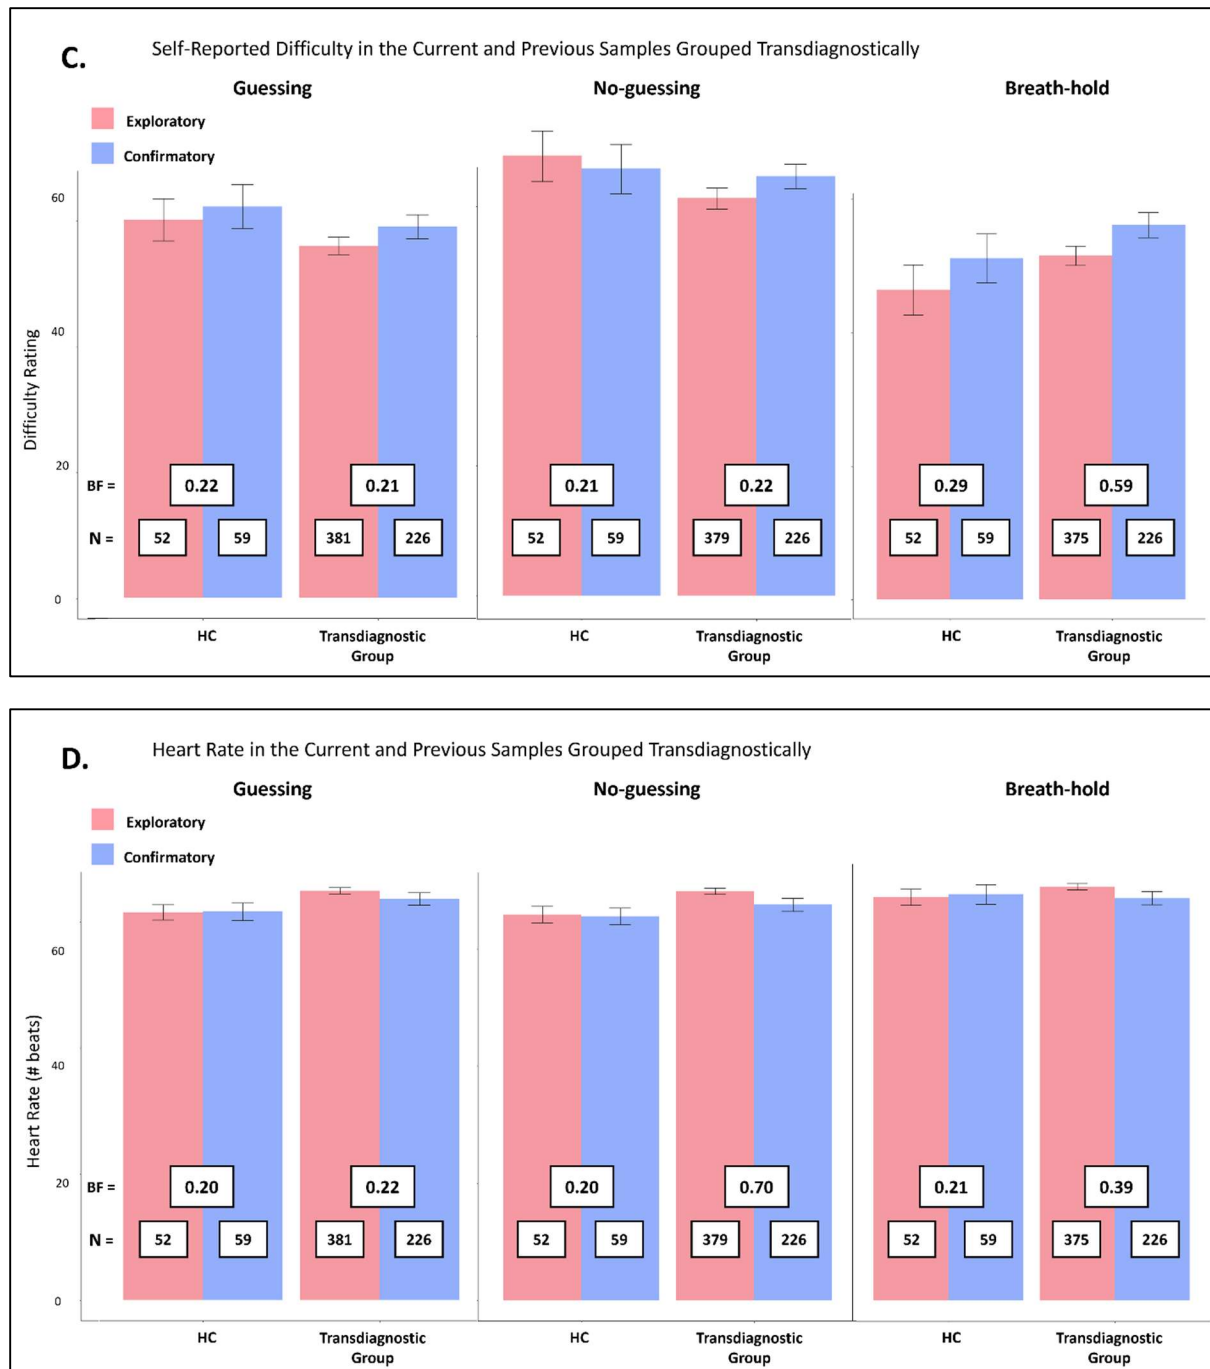 C.
Self-Reported Difficulty in the Current and Previous Samples Grouped Transdiagnostically
Guessing No-guessing Breath-hold
Exploratory
Confirmatory
60
40
Difficulty Rating
20
BF = 0.22 0.21 0.21 0.22 0.29 0.59
N = 52 59 381 226 52 59 379 226 52 59 375 226
0
HC Transdiagnostic HC Transdiagnostic HC Transdiagnostic
Group Group Group
D.
Heart Rate in the Current and Previous Samples Grouped Transdiagnostically
Guessing No-guessing Breath-hold
Exploratory
Confirmatory
60
40
Heart Rate (# beats)
20
BF = 0.20 0.22 0.20 0.70 0.21 0.39
N = 52 59 381 226 52 59 379 226 52 59 375 226
0
HC Transdiagnostic HC Transdiagnostic HC Transdiagnostic
Group Group Group